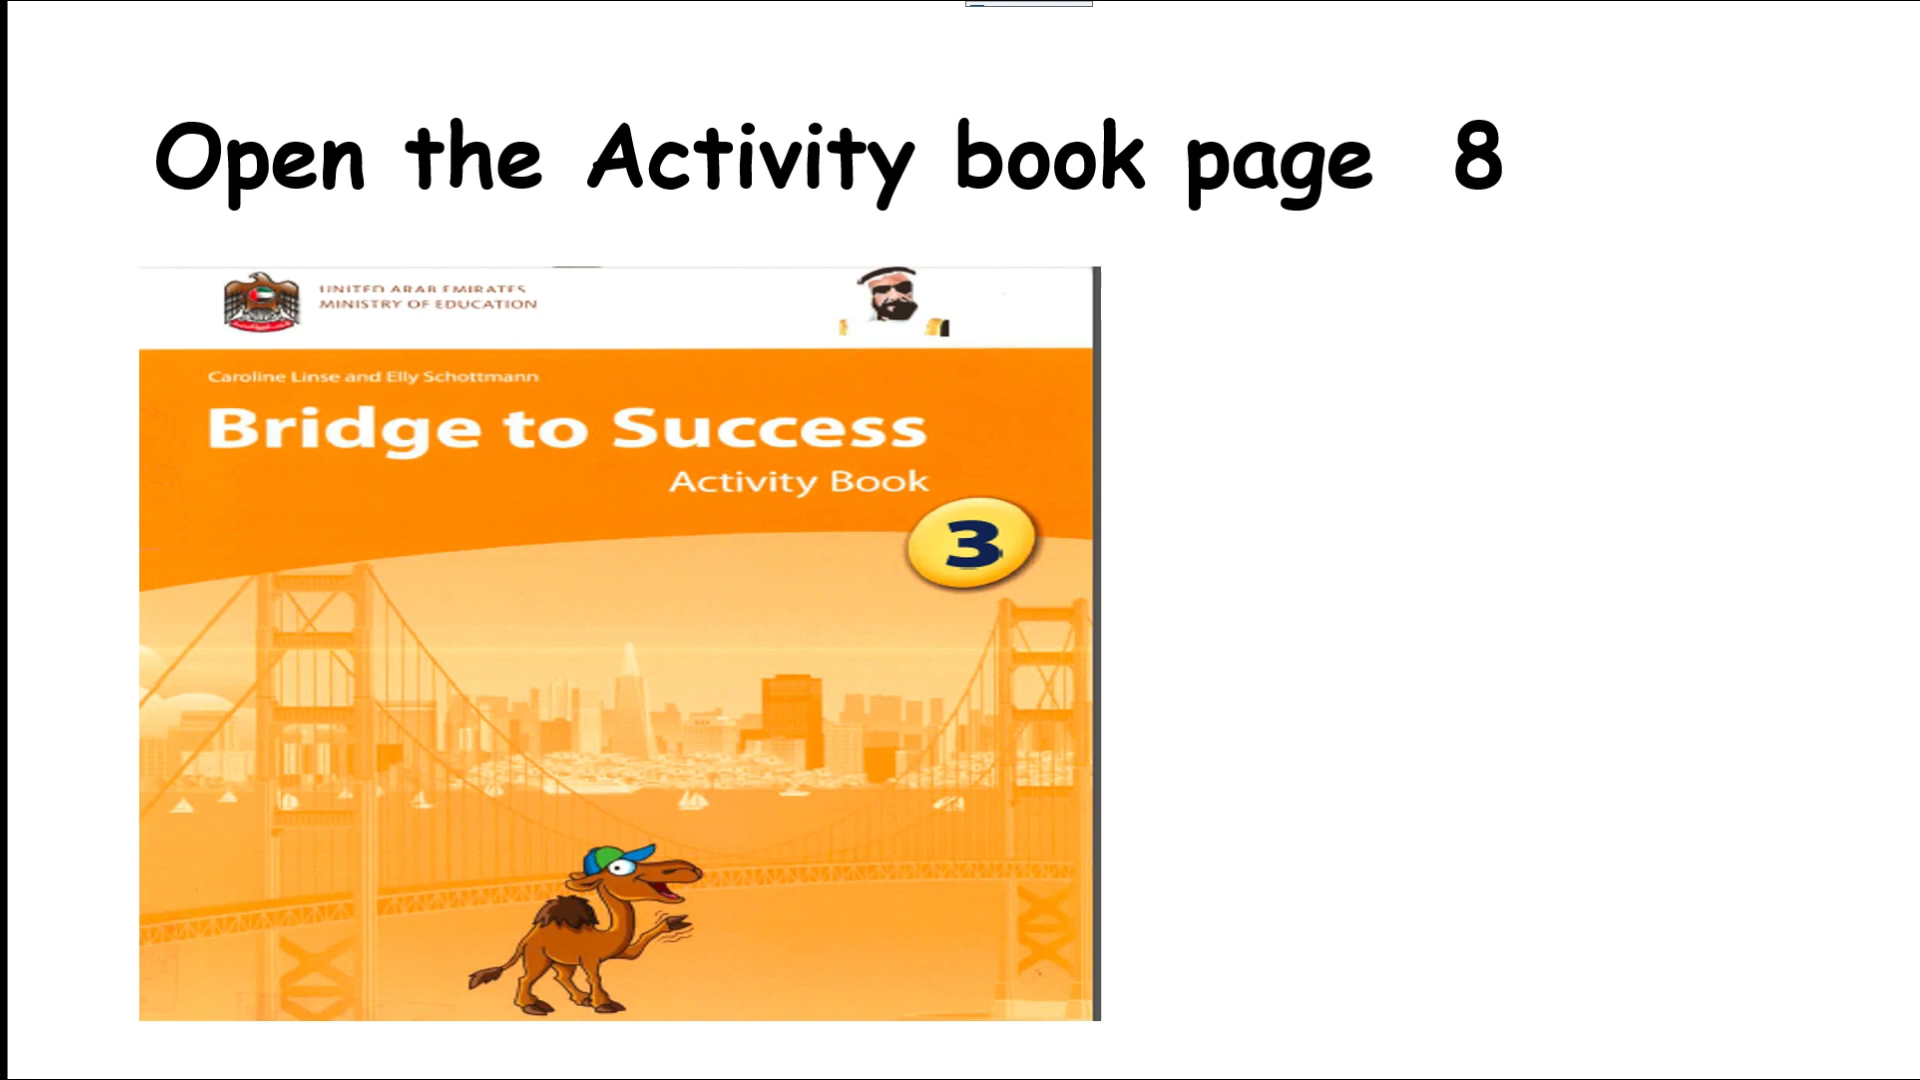 Open the Activity book page 8
UNITED ARAB EMIRATES
MINISTRY OF EDUCATION
Caroline Linse and Elly Schottmann
Bridge to Success
Activity Book
3